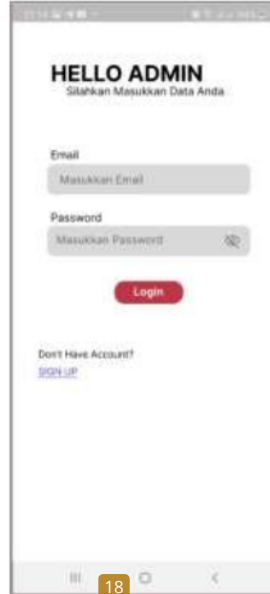 HELLO ADMIN
Silahkan Masukkan Data Anda
Email
Masukkan Email
Password
Masukkan Password
Login
Don't Have Account?
SIGN UP
18